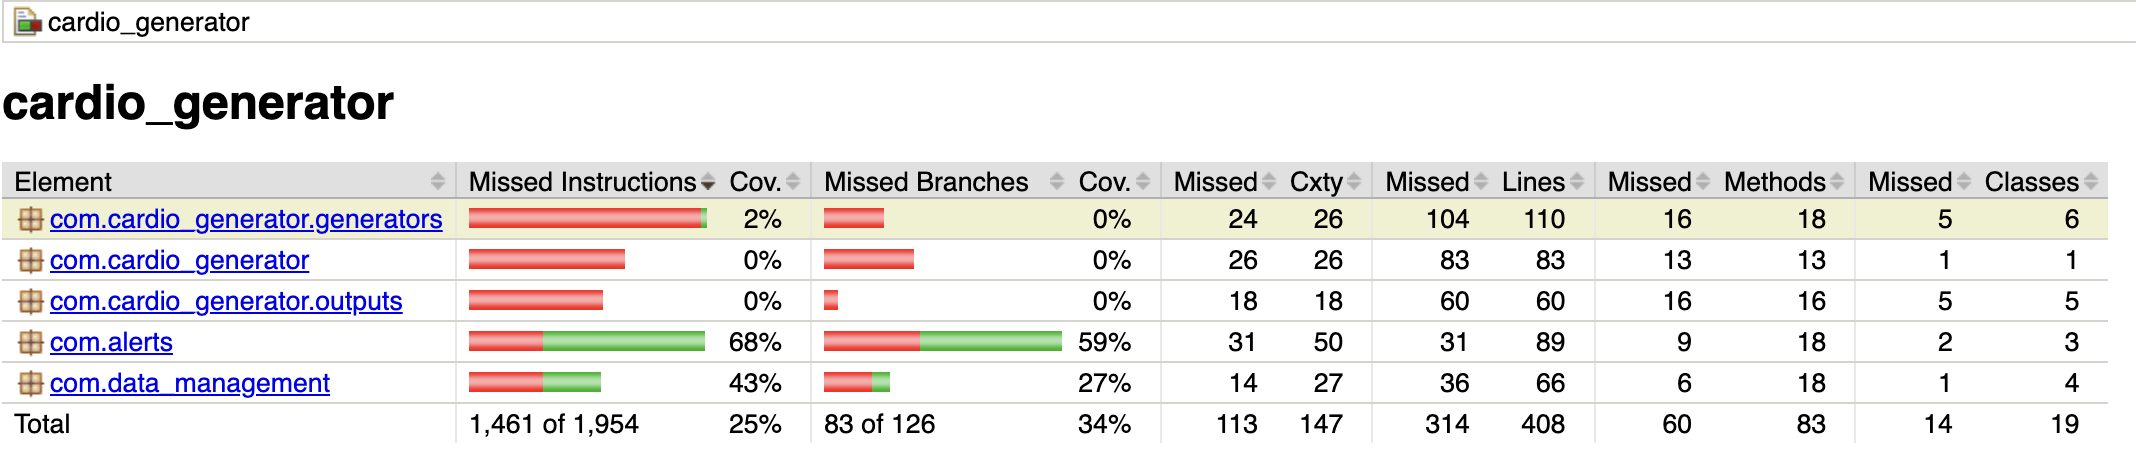 cardio_generator
cardio_generator
Element Missed Instructions Cov. Missed Branches Cov. Missed Cxty Missed Lines Missed Methods Missed Classes
com.cardio_generator.generators 2% 0% 24 26 104 110 16 18 5 6
com.cardio_generator 0% 0% 26 26 83 83 13 13 1 1
com.cardio_generator.outputs 0% 0% 18 18 60 60 16 16 5 5
com.alerts 68% 59% 31 50 31 89 9 18 2 3
com.data_management 43% 27% 14 27 36 66 6 18 1 4
Total 1,461 of 1,954 25% 83 of 126 34% 113 147 314 408 60 83 14 19